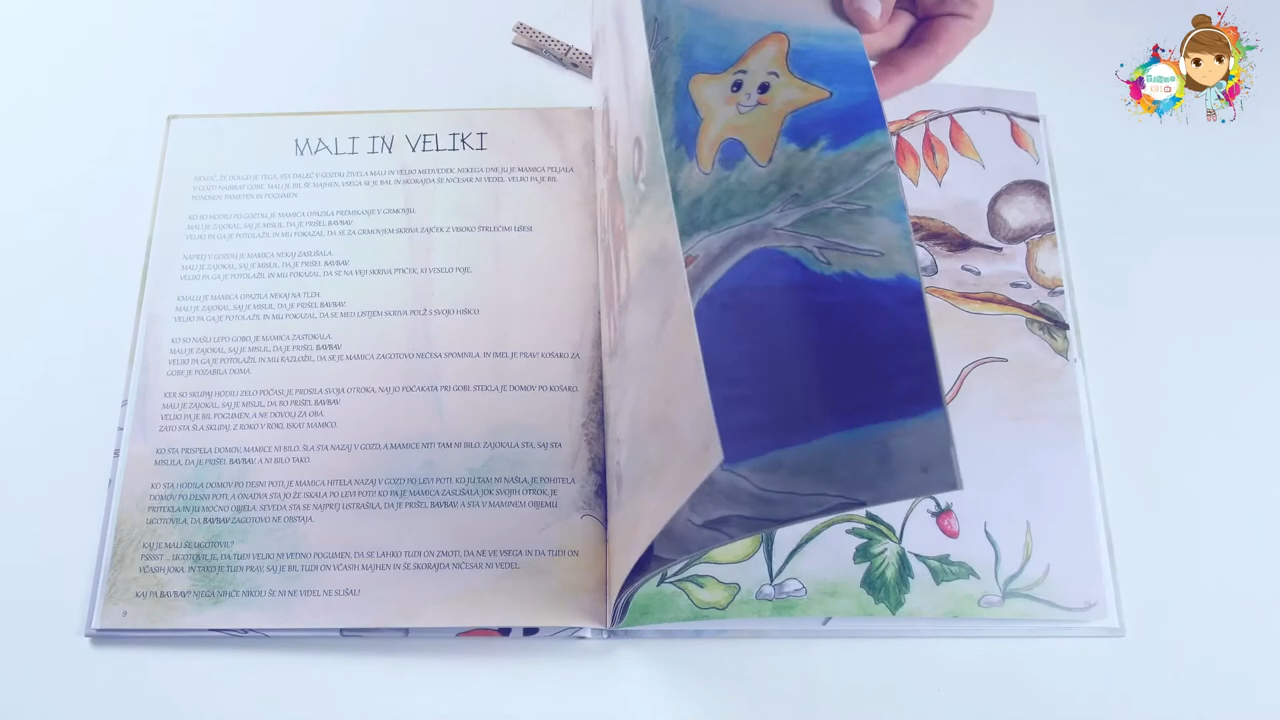 MALI IN VELIKI
NEKOČ, ŽE DOLGO JE TEGA, STA DALEČ V GOZDU ŽIVELA MALI IN VELIKI MEDVEDEK. NEKEGA DNE JU JE MAMICA PELJALA
V GOZD NABIRAT GOBE. MALI JE BIL ŠE MAJHEN, VSEGA SE JE BAL IN SKORAJDA ŠE NIČESAR NI VEDEL. VELIKI PA JE BIL
PONOSEN, PAMETEN IN POGUMEN.
KO SO HODILI PO GOZDU, JE MAMICA OPAZILA PREMIKANJE V GRMOVJU.
MALI JE ZAJOKAL, SAJ JE MISLIL, DA JE PRIŠEL BAVBAV.
VELIKI PA GA JE POTOLAŽIL IN MU POKAZAL, DA SE ZA GRMOVJEM SKRIVA ZAJČEK Z VISOKO ŠTRLEČIMI UŠESI.
NAPREJ V GOZDU JE MAMICA NEKAJ ZASLIŠALA.
MALI JE ZAJOKAL, SAJ JE MISLIL, DA JE PRIŠEL BAVBAV.
VELIKI PA GA JE POTOLAŽIL IN MU POKAZAL, DA SE NA VEJI SKRIVA PTIČEK, KI VESELO POJE.
KMALU JE MAMICA OPAZILA NEKAJ NA TLEH.
MALI JE ZAJOKAL, SAJ JE MISLIL, DA JE PRIŠEL BAVBAV.
VELIKI PA GA JE POTOLAŽIL IN MU POKAZAL, DA SE MED LISTJEM SKRIVA POLŽ S SVOJO HIŠICO.
KO SO NAŠLI LEPO GOBO, JE MAMICA ZASTOKALA.
MALI JE ZAJOKAL, SAJ JE MISLIL, DA JE PRIŠEL BAVBAV.
VELIKI PA GA JE POTOLAŽIL IN MU RAZLOŽIL, DA SE JE MAMICA ZAGOTOVO NEČESA SPOMNILA. IN IMEL JE PRAV! KOŠARO ZA
GOBE JE POZABILA DOMA.
KER SO SKUPAJ HODILI ZELO POČASI, JE PROSILA SVOJA OTROKA, NAJ JO POČAKATA PRI GOBI. STEKLA JE DOMOV PO KOŠARO.
MALI JE ZAJOKAL, SAJ JE MISLIL, DA BO PRIŠEL BAVBAV.
VELIKI PA JE BIL POGUMEN, A NE DOVOLJ ZA OBA.
ZATO STA ŠLA SKUPAJ, Z ROKO V ROKI, ISKAT MAMICO.
KO STA PRISPELA DOMOV, MAMICE NI BILO. ŠLA STA NAZAJ V GOZD, A MAMICE NITI TAM NI BILO. ZAJOKALA STA, SAJ STA
MISLILA, DA JE PRIŠEL BAVBAV. A NI BILO TAKO.
KO STA HODILA DOMOV PO DESNI POTI, JE MAMICA HITELA NAZAJ V GOZD PO LEVI POTI. KO JU TAM NI NAŠLA, JE POHITELA
DOMOV PO DESNI POTI, A ONADVA STA JO ŽE ISKALA PO LEVI POTI! KO PA JE MAMICA ZASLIŠALA JOK SVOJIH OTROK, JE
PRITEKLA IN JU MOČNO OBJELA. SEVEDA STA SE NAJPREJ USTRAŠILA, DA JE PRIŠEL BAVBAV, A STA V MAMINEM OBJEMU
UGOTOVILA, DA BAVBAV ZAGOTOVO NE OBSTAJA.
KAJ JE MALI ŠE UGOTOVIL?
PSSSST ... UGOTOVIL JE, DA TUDI VELIKI NI VEDNO POGUMEN, DA SE LAHKO TUDI ON ZMOTI, DA NE VE VSEGA IN DA TUDI ON
VČASIH JOKA. IN TAKO JE TUDI PRAV, SAJ JE BIL TUDI ON VČASIH MAJHEN IN ŠE SKORAJDA NIČESAR NI VEDEL.
KAJ PA BAVBAV? NJEGA NIHČE NIKOLI ŠE NI NE VIDEL NE SLIŠAL!
9